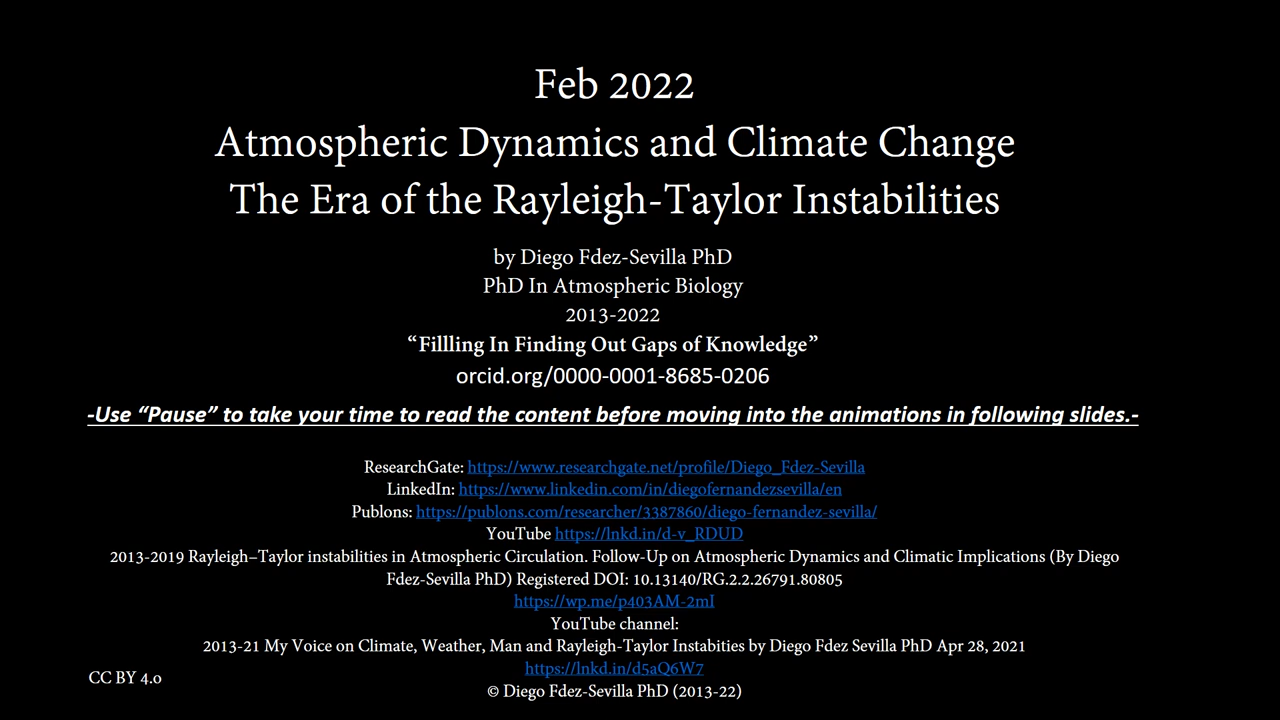 Feb 2022
Atmospheric Dynamics and Climate Change
The Era of the Rayleigh-Taylor Instabilities
by Diego Fdez-Sevilla PhD
PhD In Atmospheric Biology
2013-2022
“Fillling In Finding Out Gaps of Knowledge”
orcid.org/0000-0001-8685-0206
-Use “Pause” to take your time to read the content before moving into the animations in following slides.-
ResearchGate: https://www.researchgate.net/profile/Diego_Fdez-Sevilla
LinkedIn: https://www.linkedin.com/in/diegofernandezsevilla/en
Publons: https://publons.com/researcher/3387860/diego-fernandez-sevilla/
YouTube https://lnkd.in/d-v_RDUD
2013-2019 Rayleigh–Taylor instabilities in Atmospheric Circulation. Follow-Up on Atmospheric Dynamics and Climatic Implications (By Diego
Fdez-Sevilla PhD) Registered DOI: 10.13140/RG.2.2.26791.80805
https://wp.me/p403AM-2mI
YouTube channel:
2013-21 My Voice on Climate, Weather, Man and Rayleigh-Taylor Instabities by Diego Fdez Sevilla PhD Apr 28, 2021
https://lnkd.in/d5aQ6W7
CC BY 4.0
© Diego Fdez-Sevilla PhD (2013-22)